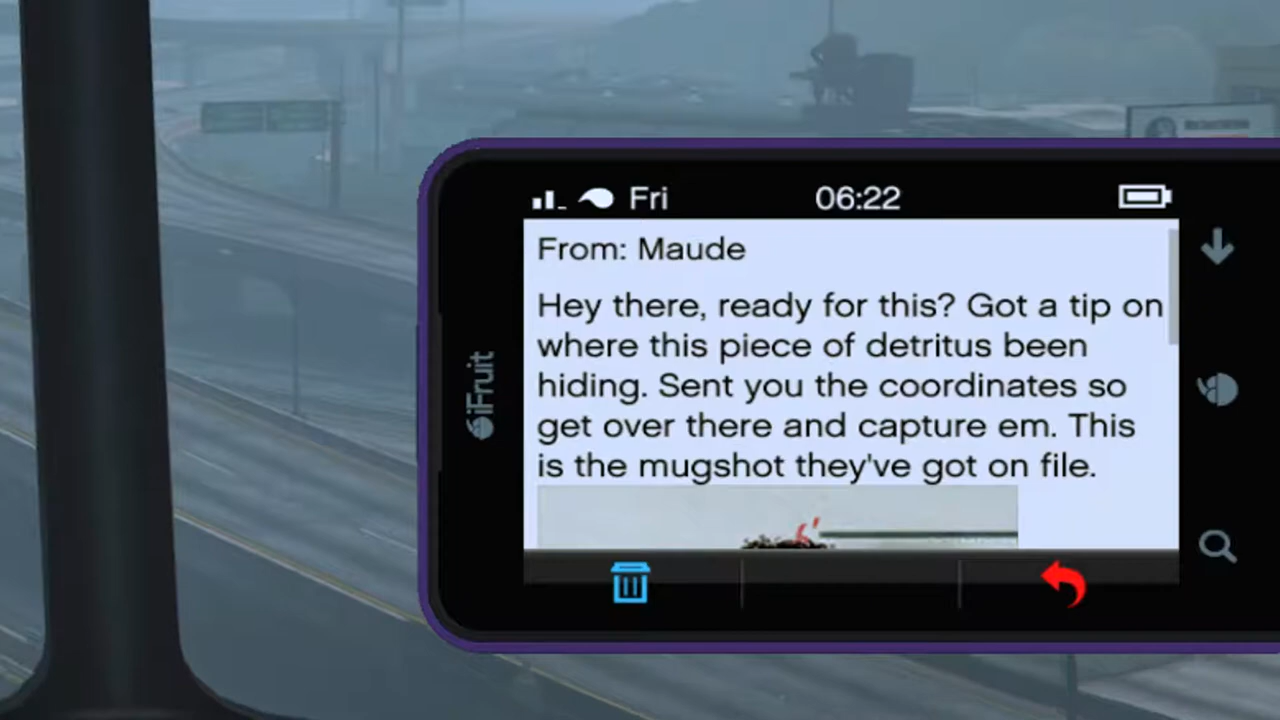 Fri 06:22
From: Maude
Hey there, ready for this? Got a tip on
where this piece of detritus been
hiding. Sent you the coordinates so
get over there and capture em. This
is the mugshot they've got on file.
iFruit